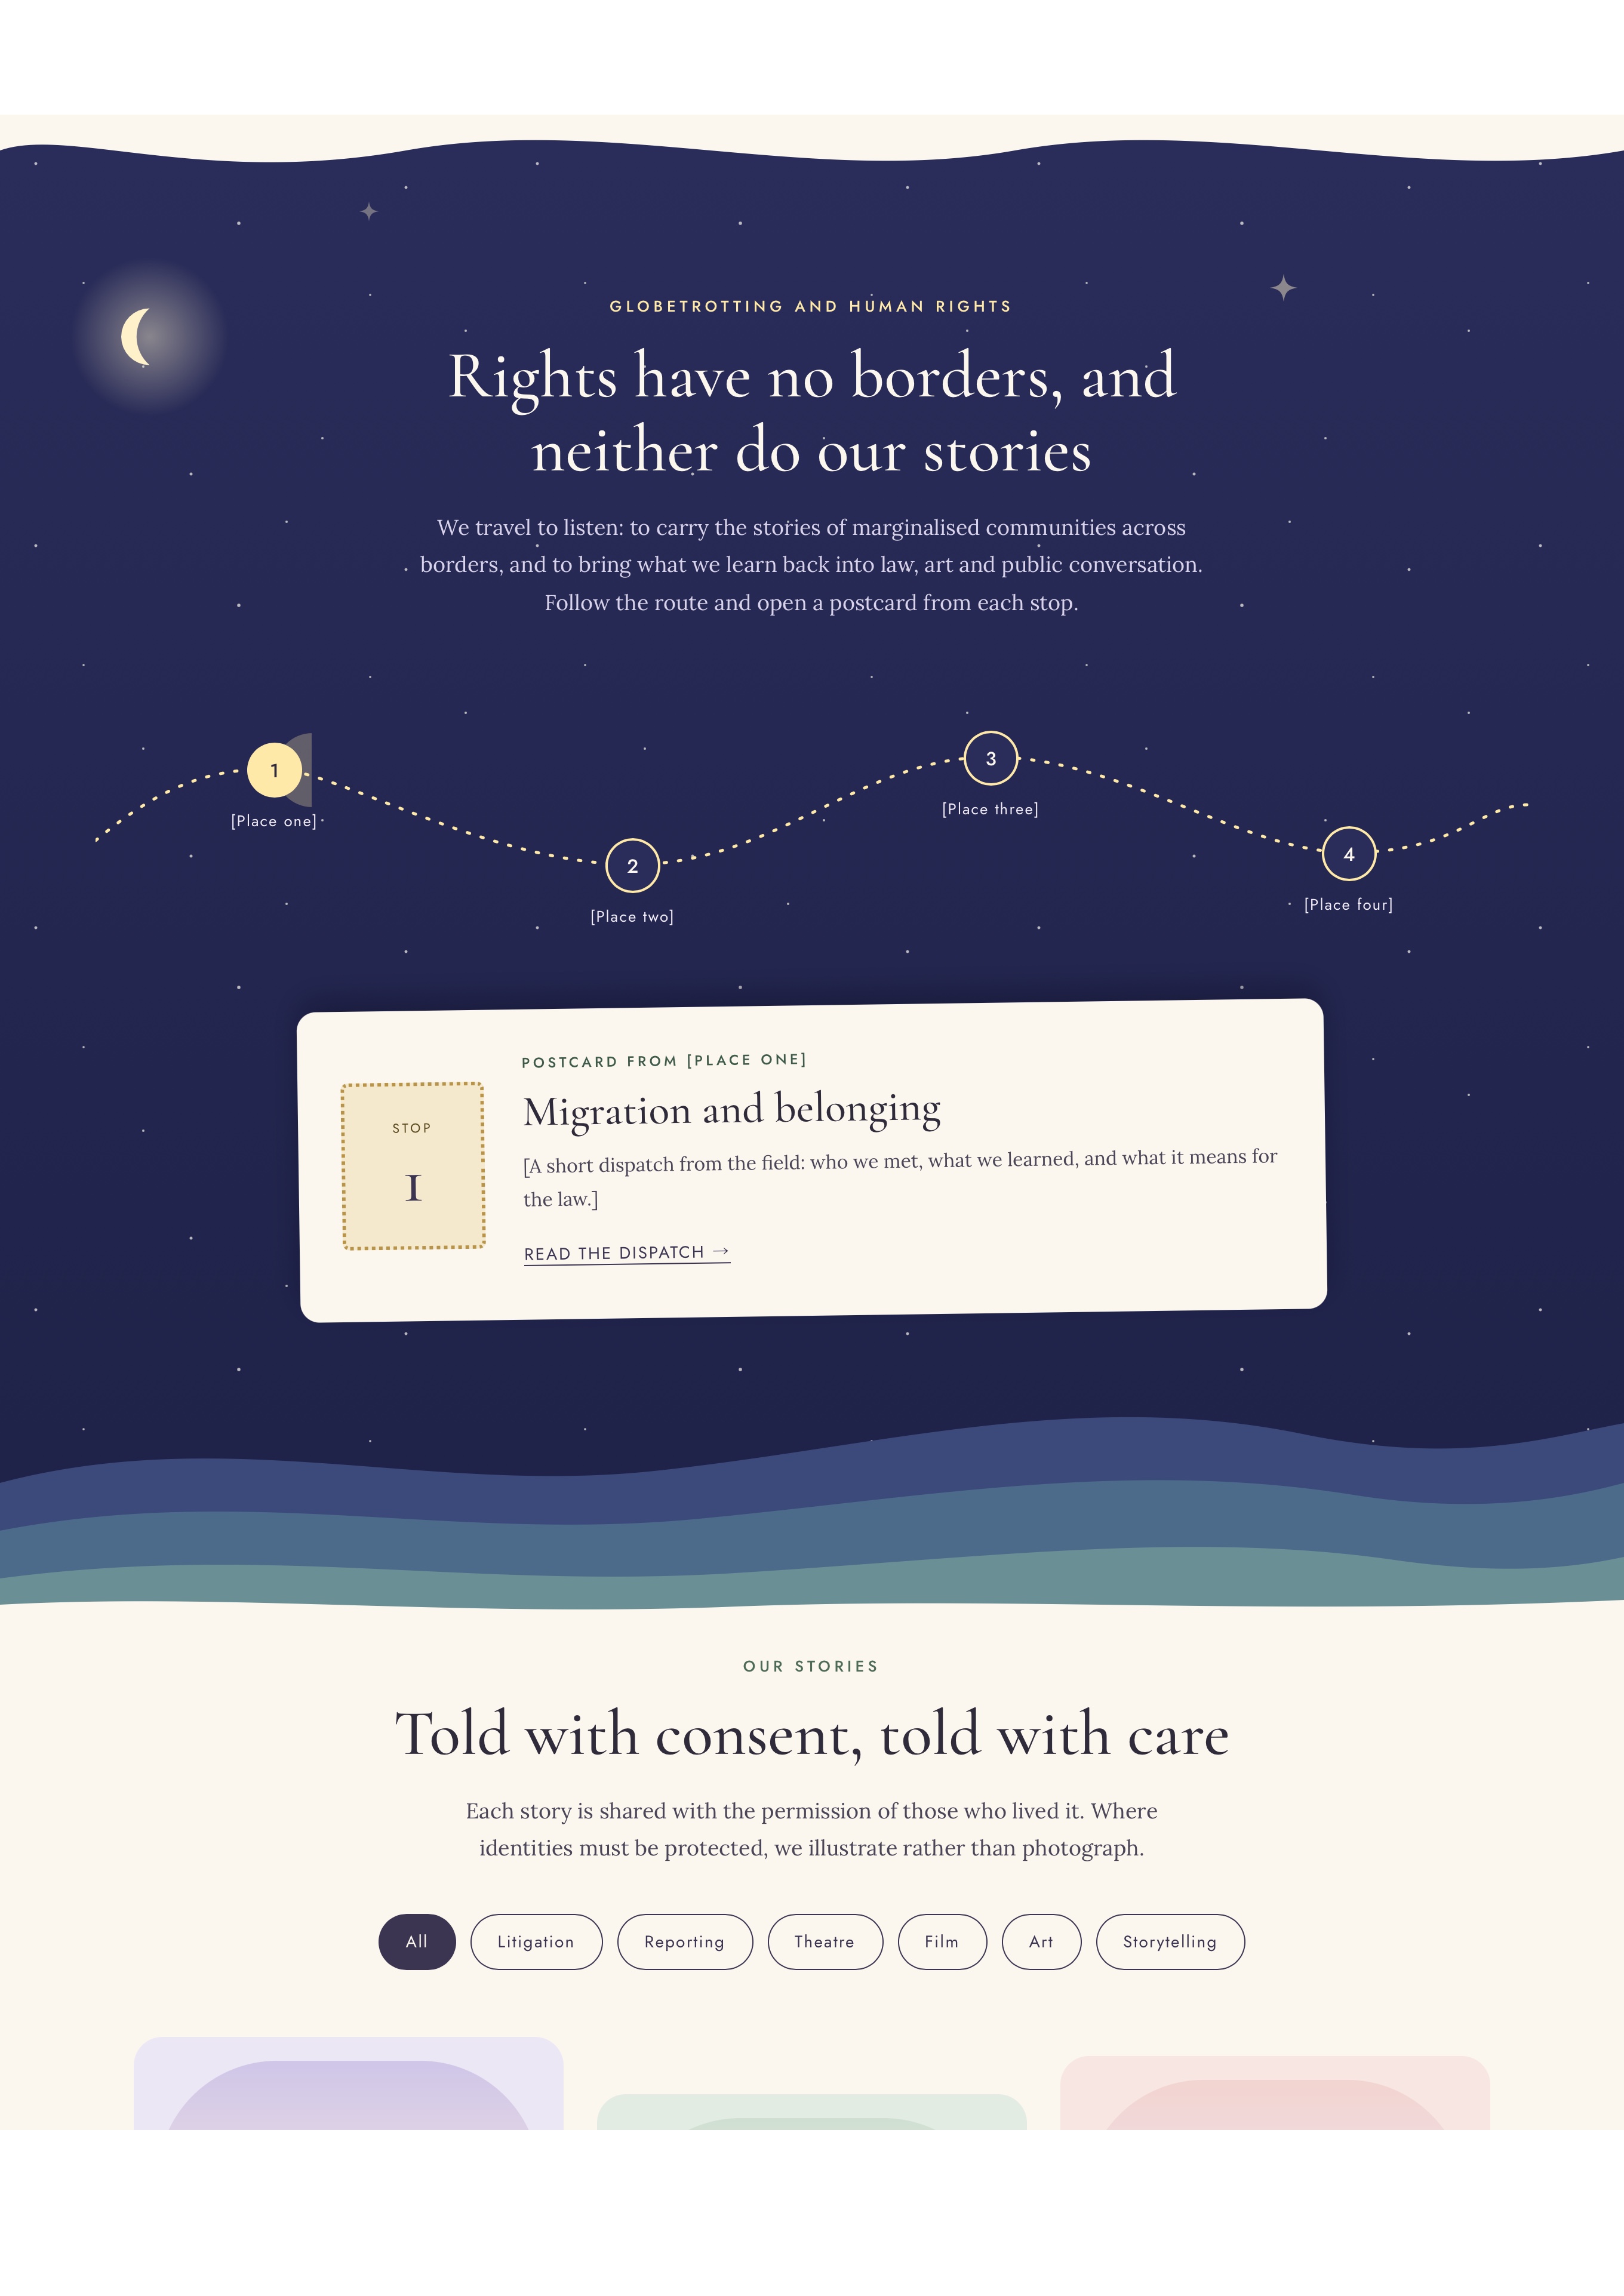 GLOBETROTTING AND HUMAN RIGHTS
Rights have no borders, and
neither do our stories
We travel to listen: to carry the stories of marginalised communities across
borders, and to bring what we learn back into law, art and public conversation.
Follow the route and open a postcard from each stop.
1
[Place one]
2
[Place two]
3
[Place three]
4
[Place four]
STOP
1
POSTCARD FROM [PLACE ONE]
Migration and belonging
[A short dispatch from the field: who we met, what we learned, and what it means for
the law.]
READ THE DISPATCH →
OUR STORIES
Told with consent, told with care
Each story is shared with the permission of those who lived it. Where
identities must be protected, we illustrate rather than photograph.
All
Litigation
Reporting
Theatre
Film
Art
Storytelling